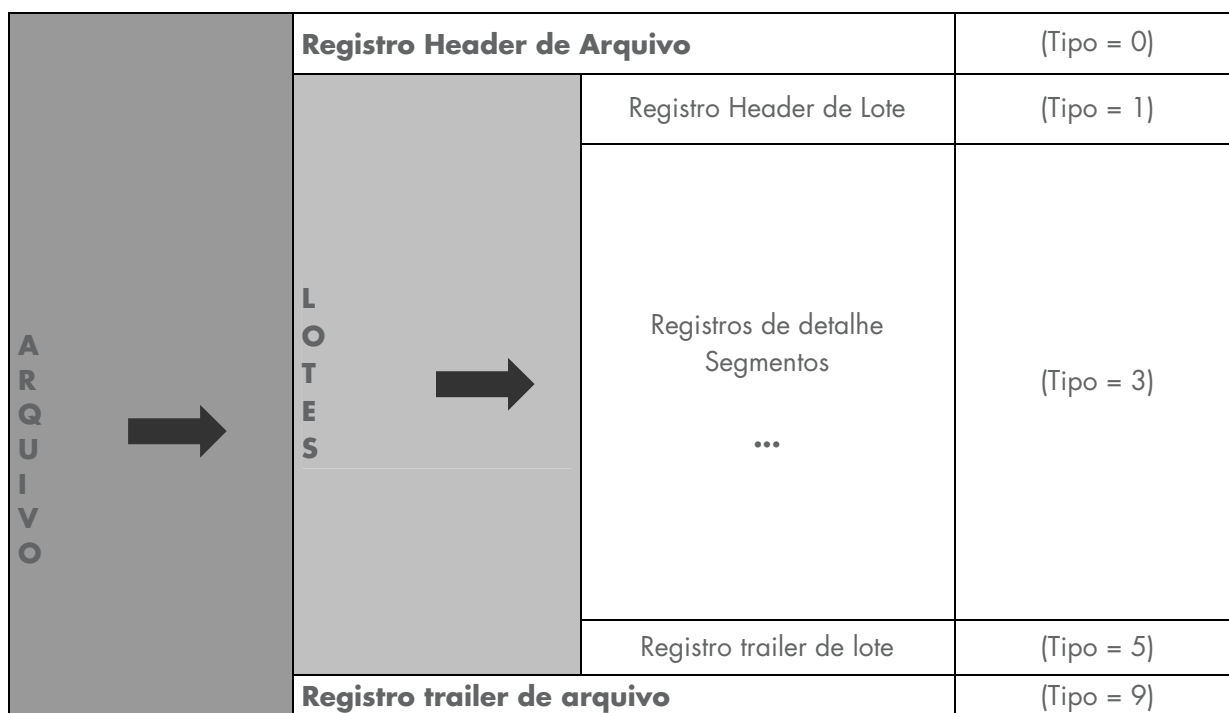 Registro Header de Arquivo (Tipo = 0)
Registro Header de Lote (Tipo = 1)
A
R
Q
U
I
V
O
L
O
T
E
S
Registros de detalhe
Segmentos
...
(Tipo = 3)
Registro trailer de lote (Tipo = 5)
Registro trailer de arquivo (Tipo = 9)